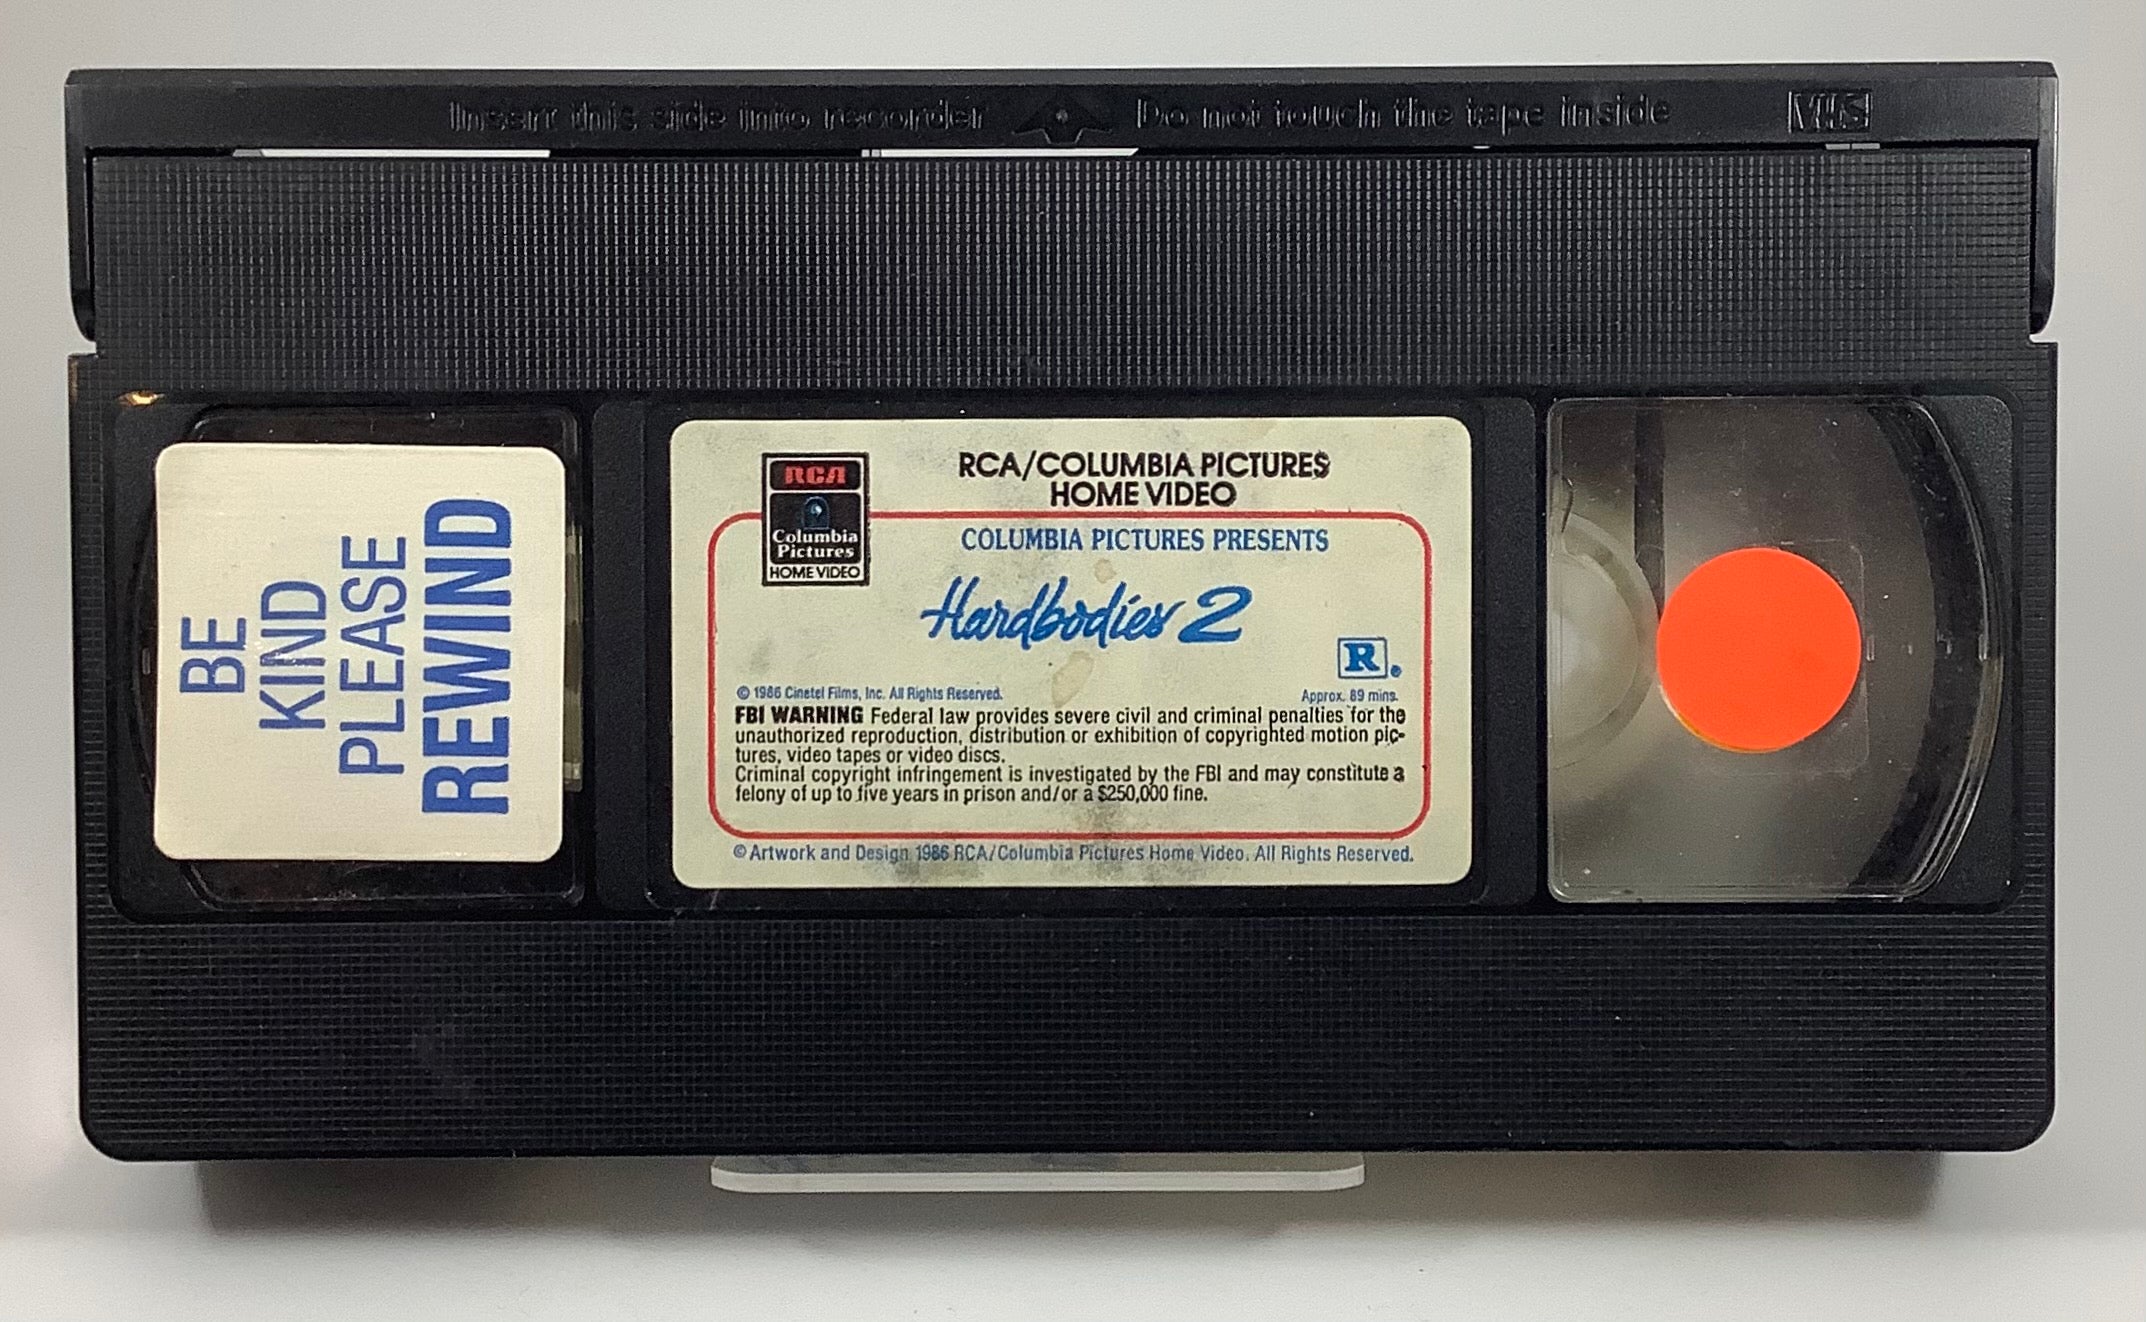 Insert this side into recorder
Do not touch the tape inside
VHS
BE
KIND
PLEASE
REWIND
RCA
Columbia
Pictures
HOME VIDEO
RCA/COLUMBIA PICTURES
HOME VIDEO
COLUMBIA PICTURES PRESENTS
Hardbodies 2
R®
© 1986 Cinetel Films, Inc. All Rights Reserved.
Approx. 89 mins.
FBI WARNING Federal law provides severe civil and criminal penalties for the
unauthorized reproduction, distribution or exhibition of copyrighted motion pic-
tures, video tapes or video discs.
Criminal copyright infringement is investigated by the FBI and may constitute a
felony of up to five years in prison and/or a $250,000 fine.
© Artwork and Design 1986 RCA/Columbia Pictures Home Video. All Rights Reserved.